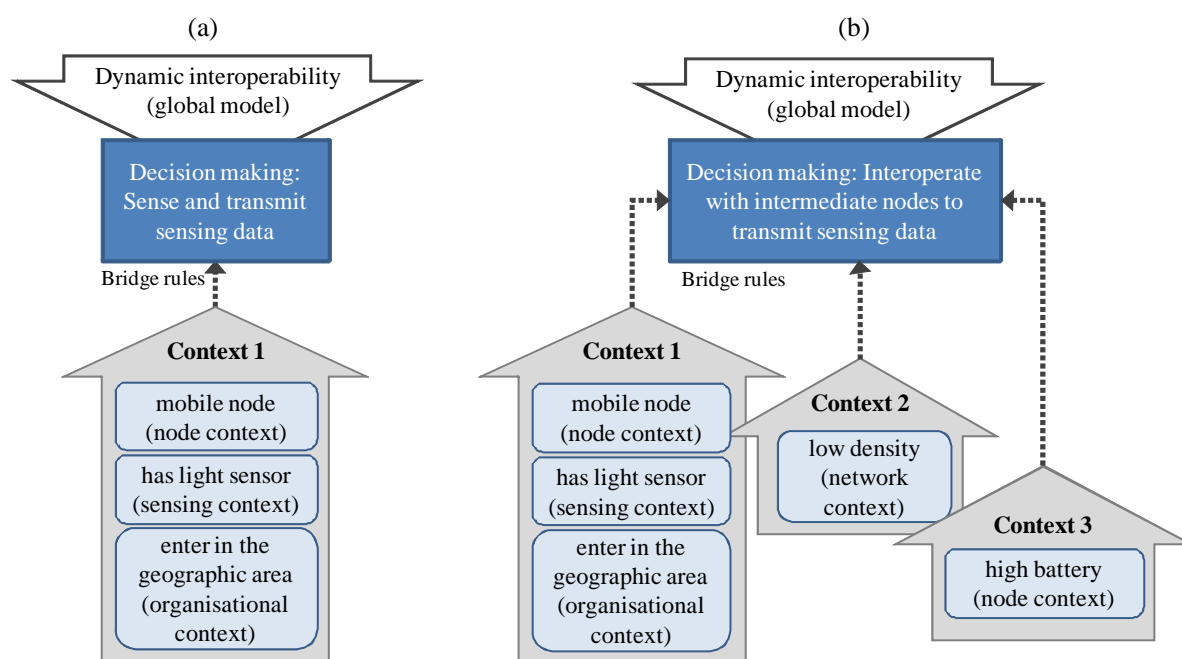 (a)
Dynamic interoperability
(global model)
Decision making:
Sense and transmit
sensing data
Bridge rules
Context 1
mobile node
(node context)
has light sensor
(sensing context)
enter in the
geographic area
(organisational
context)
(b)
Dynamic interoperability
(global model)
Decision making: Interoperate
with intermediate nodes to
transmit sensing data
Bridge rules
Context 1
mobile node
(node context)
has light sensor
(sensing context)
enter in the
geographic area
(organisational
context)
Context 2
low density
(network
context)
Context 3
high battery
(node context)